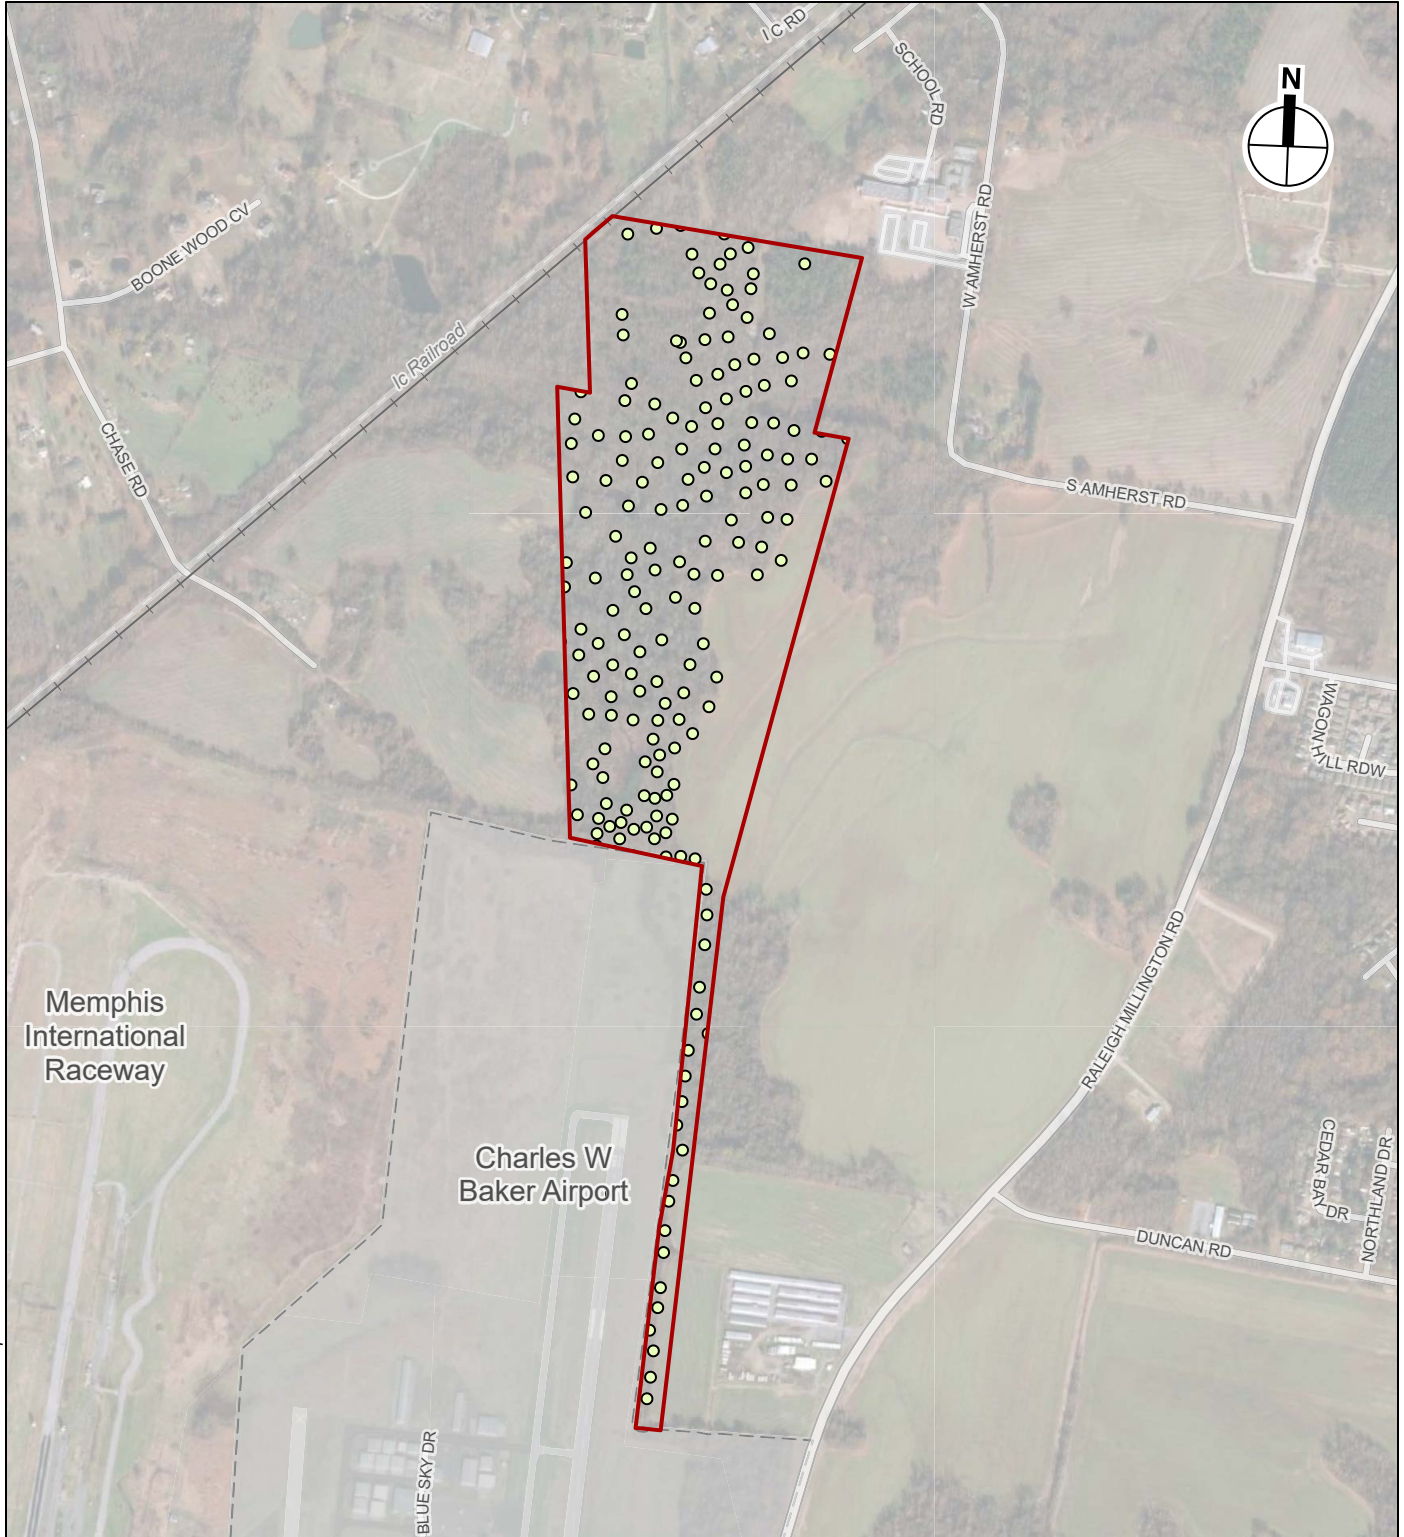 I C RD
SCHOOL RD
N
W AMHERST RD
BOONE WOOD CV
Ic Railroad
CHASE RD
S AMHERST RD
WAGON HILL RDW
RALEIGH MILLINGTON RD
Memphis
International
Raceway
Charles W
Baker Airport
CEDAR BAY
DR
NORTHLAND DR
DUNCAN RD
BLUE SKY DR